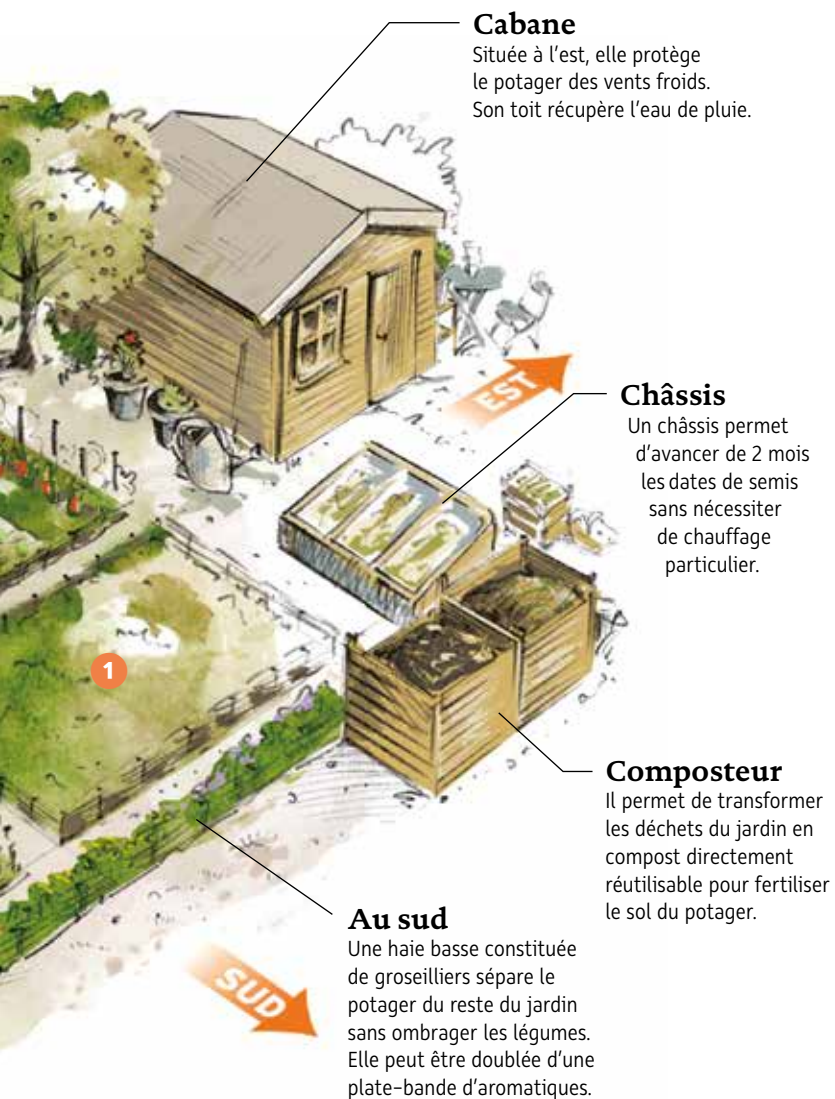 Cabane
Située à l'est, elle protège
le potager des vents froids.
Son toit récupère l'eau de pluie.
EST
Châssis
Un châssis permet
d'avancer de 2 mois
les dates de semis
sans nécessiter
de chauffage
particulier.
1
Composteur
Il permet de transformer
les déchets du jardin en
compost directement
réutilisable pour fertiliser
le sol du potager.
Au sud
Une haie basse constituée
de groseilliers sépare le
potager du reste du jardin
sans ombrager les légumes.
Elle peut être doublée d'une
plate-bande d'aromatiques.
SUD